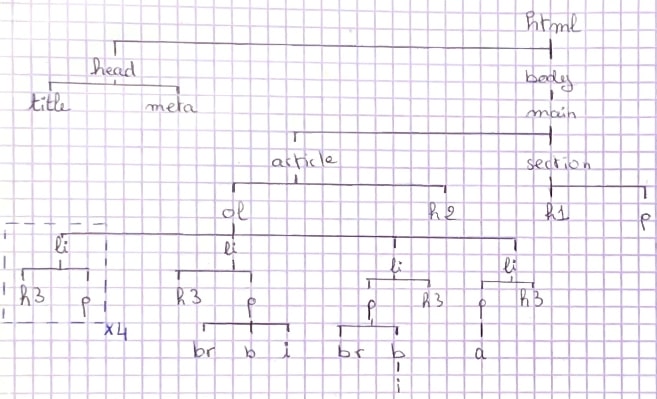 html
head
body
title meta
main
article section
ol h2 h1 p
li li li li
h3 p h3 p p h3 p h3
x4
br b i br b a
i